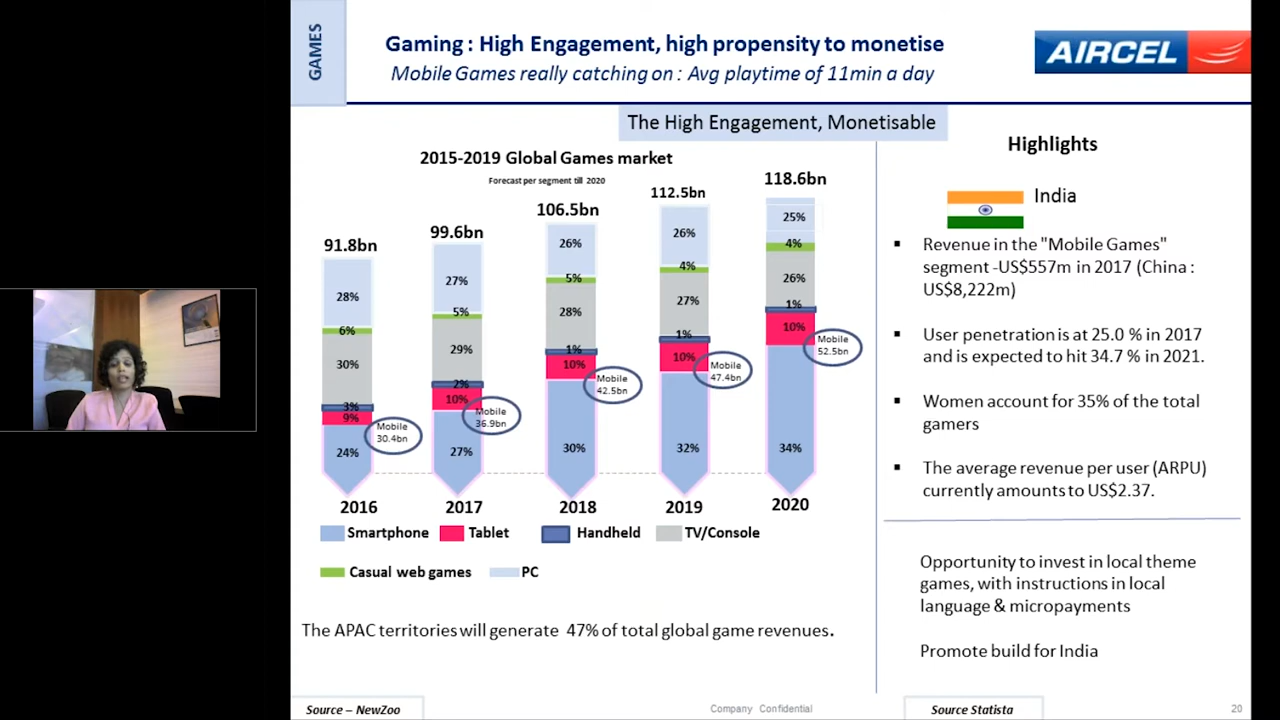 GAMES
Gaming : High Engagement, high propensity to monetise
Mobile Games really catching on : Avg playtime of 11min a day
AIRCEL
The High Engagement, Monetisable
2015-2019 Global Games market
Forecast per segment till 2020
91.8bn
99.6bn
106.5bn
112.5bn
118.6bn
28%
6%
30%
3%
9%
24%
Mobile
30.4bn
27%
5%
29%
2%
10%
27%
Mobile
36.9bn
26%
5%
28%
1%
10%
30%
Mobile
42.5bn
26%
4%
27%
1%
10%
32%
Mobile
47.4bn
25%
4%
26%
1%
10%
34%
Mobile
52.5bn
2016
2017
2018
2019
2020
Smartphone
Tablet
Handheld
TV/Console
Casual web games
PC
The APAC territories will generate 47% of total global game revenues.
Highlights
India
▪ Revenue in the "Mobile Games"
segment -US$557m in 2017 (China :
US$8,222m)
▪ User penetration is at 25.0 % in 2017
and is expected to hit 34.7 % in 2021.
▪ Women account for 35% of the total
gamers
▪ The average revenue per user (ARPU)
currently amounts to US$2.37.
Opportunity to invest in local theme
games, with instructions in local
language & micropayments
Promote build for India
Source – NewZoo
Company Confidential
Source Statista
20